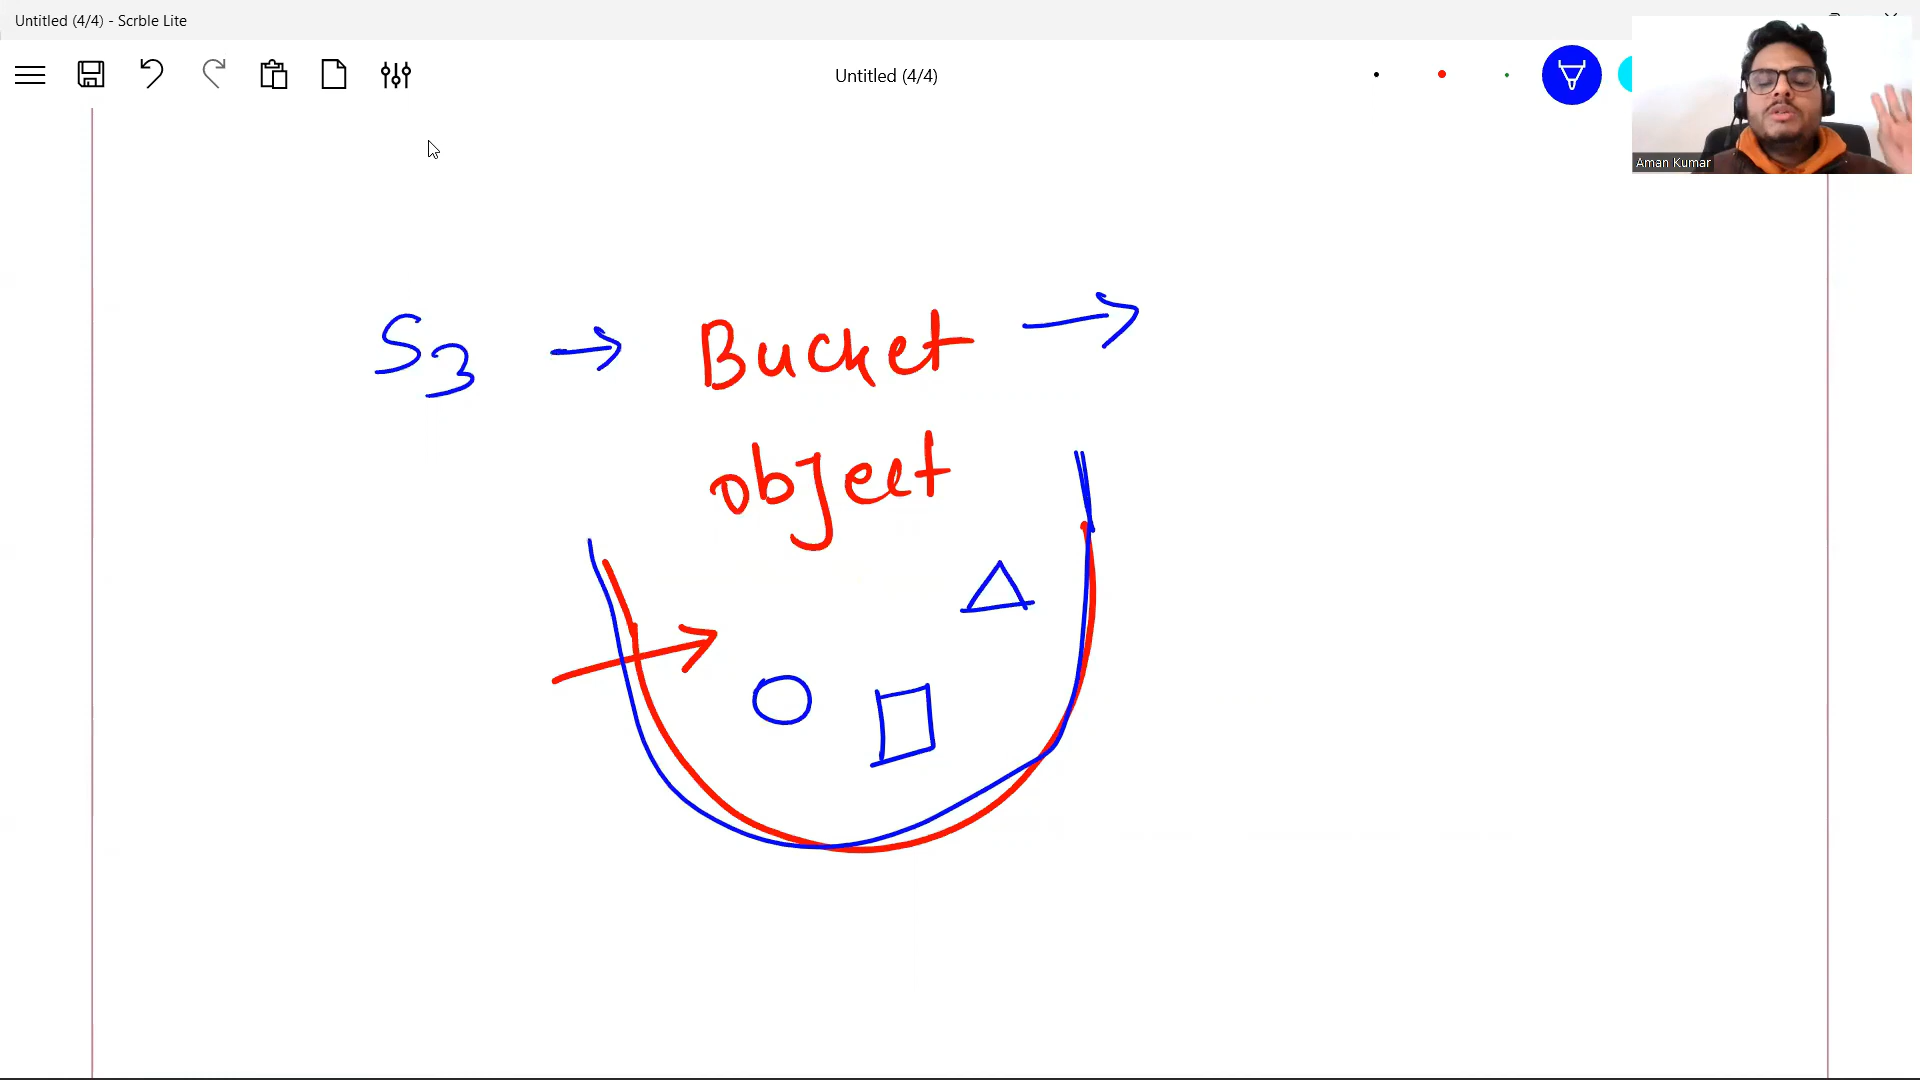 Untitled (4/4) - Scrble Lite
Untitled (4/4)
Aman Kumar
S3 → Bucket →
object